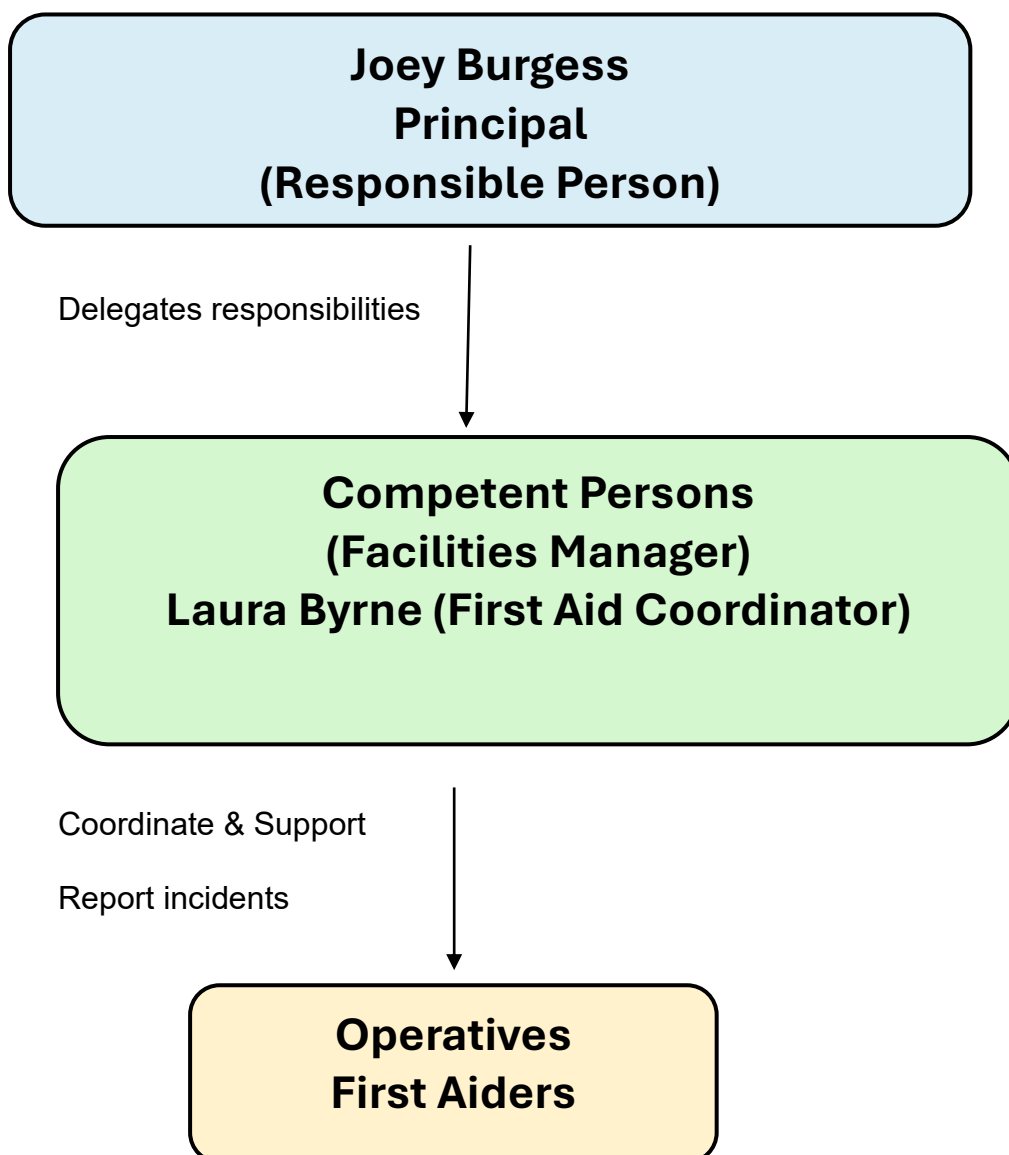 Joey Burgess
Principal
(Responsible Person)
Delegates responsibilities
Competent Persons
(Facilities Manager)
Laura Byrne (First Aid Coordinator)
Coordinate & Support
Report incidents
Operatives
First Aiders